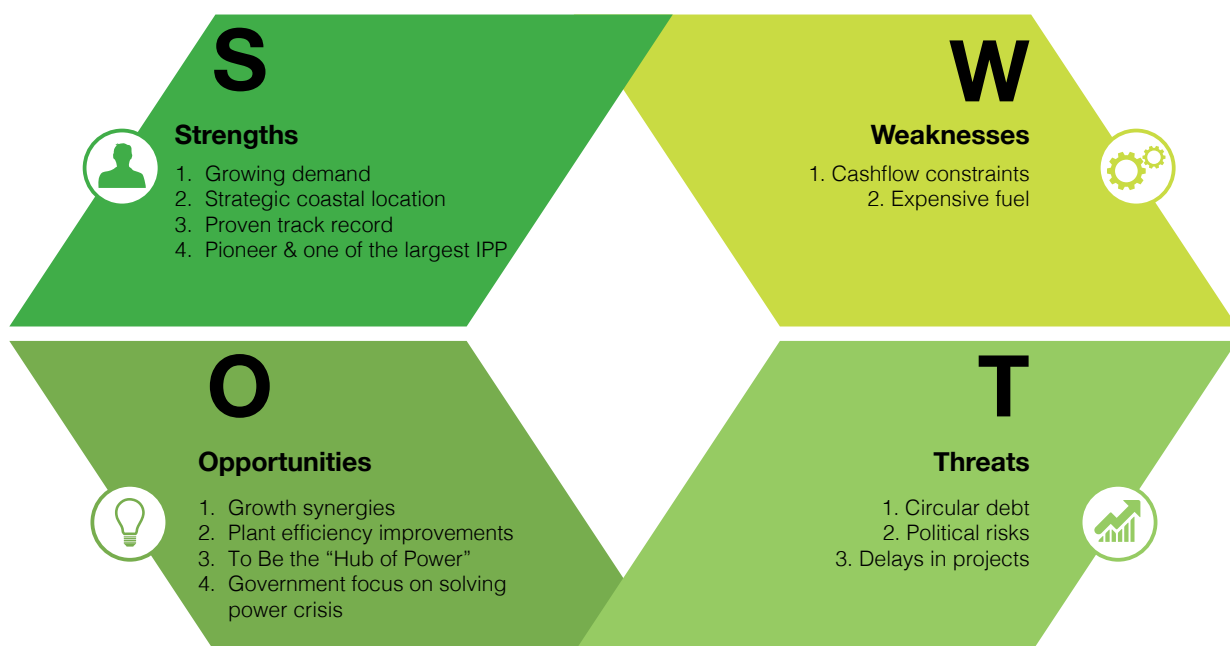 S
Strengths
1. Growing demand
2. Strategic coastal location
3. Proven track record
4. Pioneer & one of the largest IPP
W
Weaknesses
1. Cashflow constraints
2. Expensive fuel
O
Opportunities
1. Growth synergies
2. Plant efficiency improvements
3. To Be the “Hub of Power”
4. Government focus on solving
power crisis
T
Threats
1. Circular debt
2. Political risks
3. Delays in projects